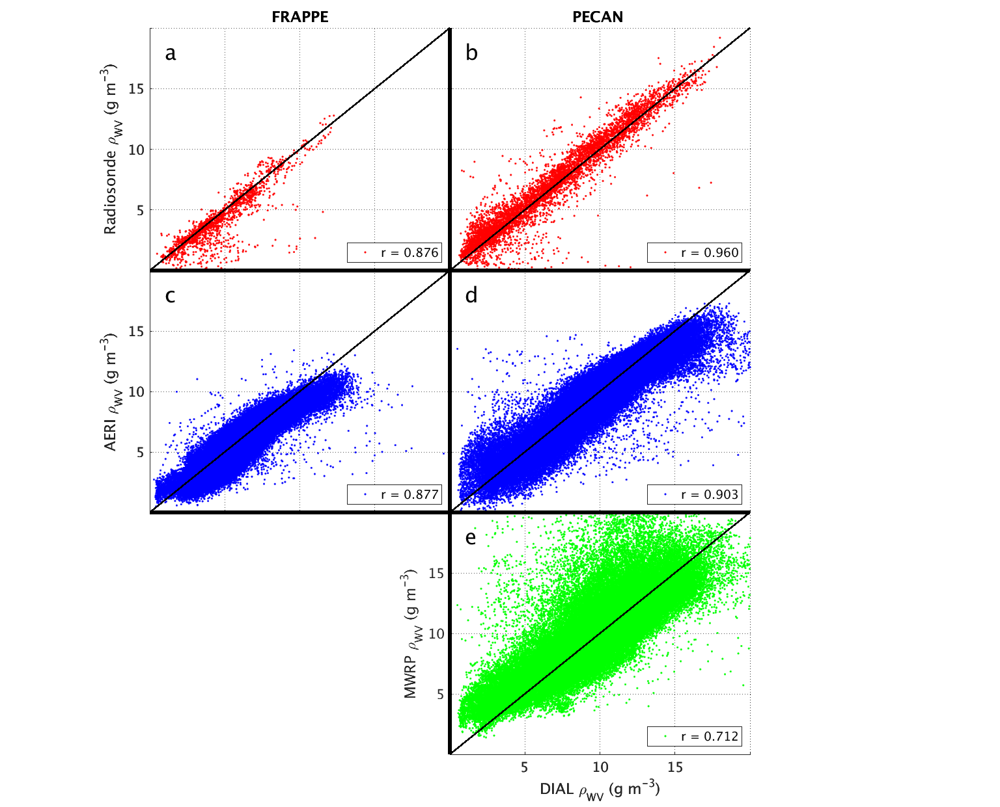 FRAPPE
PECAN
a
b
Radiosonde ρWV (g m−3)
15
10
5
r = 0.876
r = 0.960
c
d
AERI ρWV (g m−3)
15
10
5
r = 0.877
r = 0.903
e
MWRP ρWV (g m−3)
15
10
5
r = 0.712
5 10 15
DIAL ρWV (g m−3)